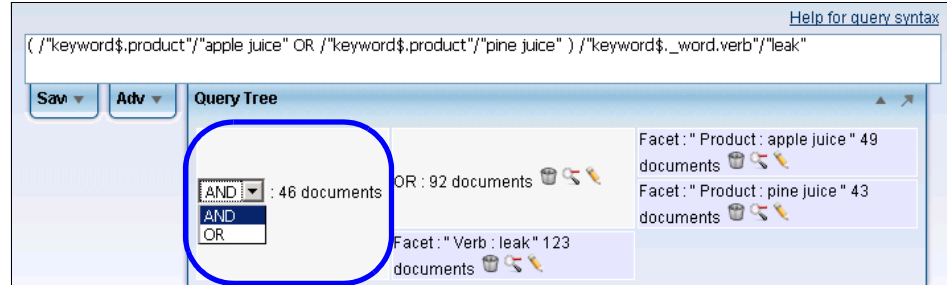 Help for query syntax
( /"keyword$.product"/"apple juice" OR /"keyword$.product"/"pine juice" ) /"keyword$._word.verb"/"leak"
Sav
Adv
Query Tree
AND : 46 documents
AND
OR
OR : 92 documents
Facet : " Product : apple juice " 49
documents
Facet : " Product : pine juice " 43
documents
Facet : " Verb : leak " 123
documents